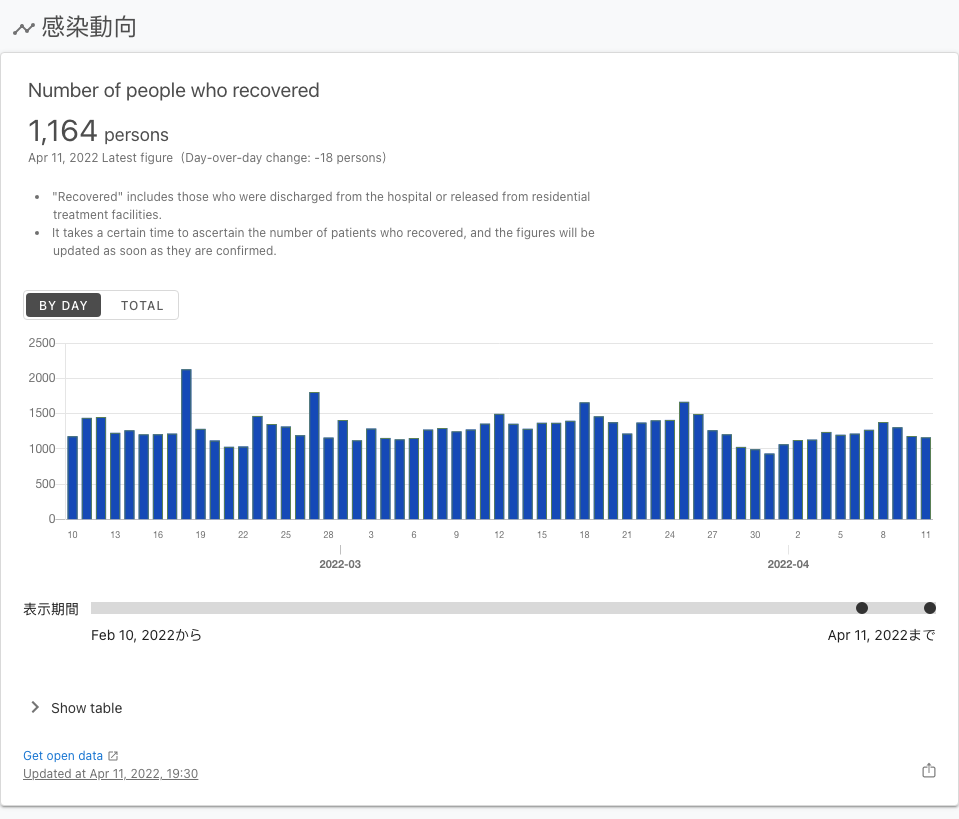 感染動向
Number of people who recovered
1,164 persons
Apr 11, 2022 Latest figure (Day-over-day change: -18 persons)
• "Recovered" includes those who were discharged from the hospital or released from residential
treatment facilities.
• It takes a certain time to ascertain the number of patients who recovered, and the figures will be
updated as soon as they are confirmed.
BY DAY TOTAL
2500
2000
1500
1000
500
0
10 13 16 19 22 25 28 3 6 9 12 15 18 21 24 27 30 2 5 8 11
2022-03 2022-04
表示期間
Feb 10, 2022から Apr 11, 2022まで
Show table
Get open data
Updated at Apr 11, 2022, 19:30